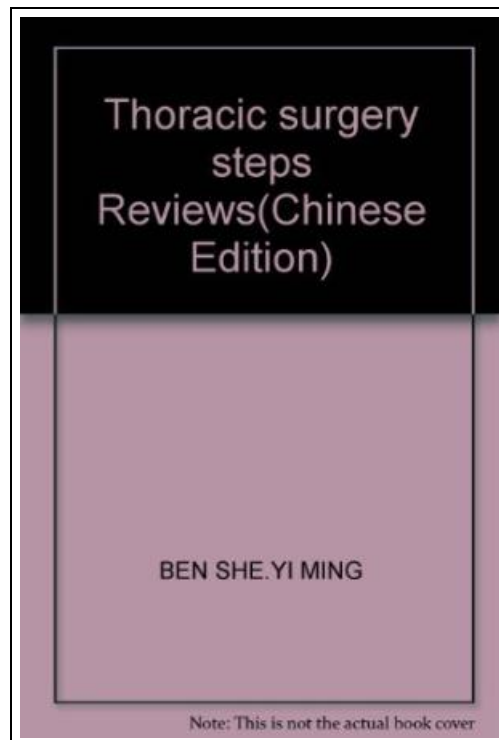 Thoracic surgery
steps
Reviews(Chinese
Edition)
BEN SHE.YI MING
Note: This is not the actual book cover